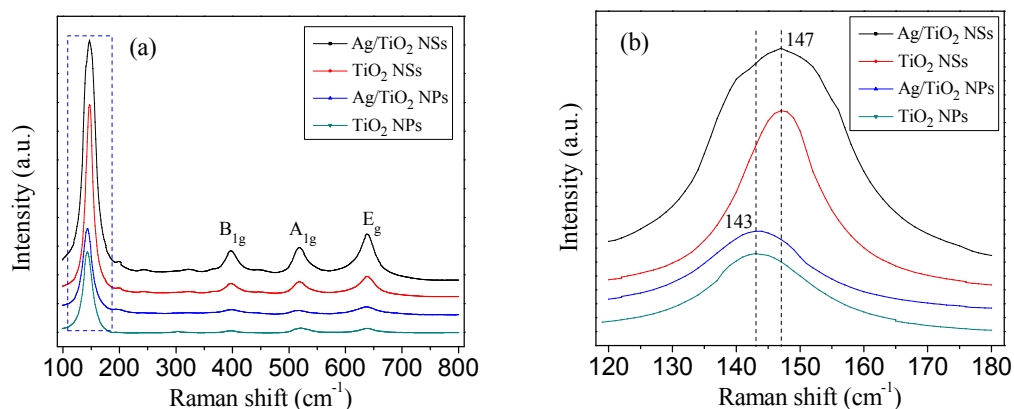 (a)
Ag/TiO₂ NSs
TiO₂ NSs
Ag/TiO₂ NPs
TiO₂ NPs
B₁g
A₁g
Eg
Intensity (a.u.)
100 200 300 400 500 600 700 800
Raman shift (cm⁻¹)
(b)
147
Ag/TiO₂ NSs
TiO₂ NSs
Ag/TiO₂ NPs
TiO₂ NPs
143
Intensity (a.u.)
120 130 140 150 160 170 180
Raman shift (cm⁻¹)